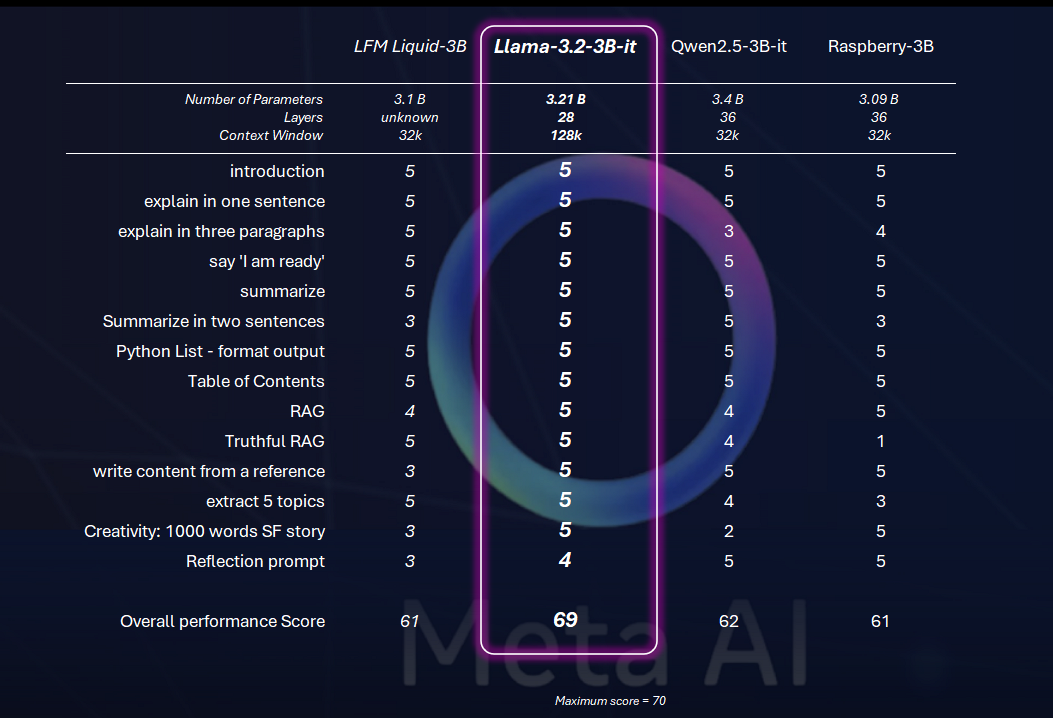 LFM Liquid-3B Llama-3.2-3B-it Qwen2.5-3B-it Raspberry-3B
Number of Parameters 3.1 B 3.21 B 3.4 B 3.09 B
Layers unknown 28 36 36
Context Window 32k 128k 32k 32k
introduction 5 5 5 5
explain in one sentence 5 5 5 5
explain in three paragraphs 5 5 3 4
say 'I am ready' 5 5 5 5
summarize 5 5 5 5
Summarize in two sentences 3 5 5 3
Python List - format output 5 5 5 5
Table of Contents 5 5 5 5
RAG 4 5 4 5
Truthful RAG 5 5 4 1
write content from a reference 3 5 5 5
extract 5 topics 5 5 4 3
Creativity: 1000 words SF story 3 5 2 5
Reflection prompt 3 4 5 5
Overall performance Score 61 69 62 61
Meta AI
Maximum score = 70